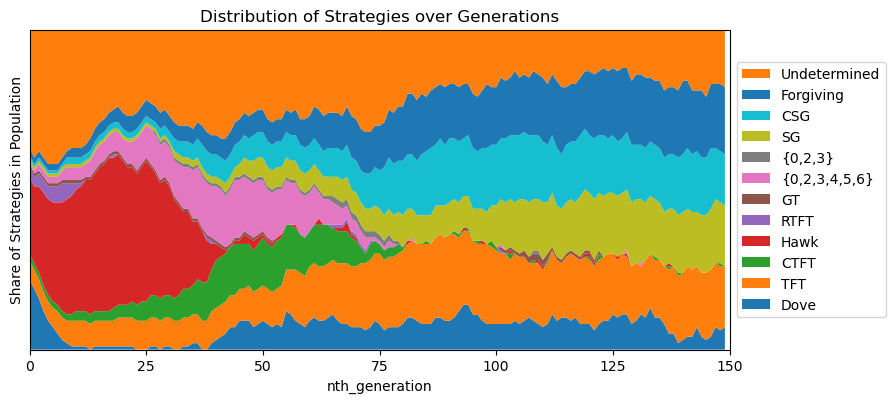 Distribution of Strategies over Generations
Share of Strategies in Population
0 25 50 75 100 125 150
nth_generation
Undetermined
Forgiving
CSG
SG
{0,2,3}
{0,2,3,4,5,6}
GT
RTFT
Hawk
CTFT
TFT
Dove